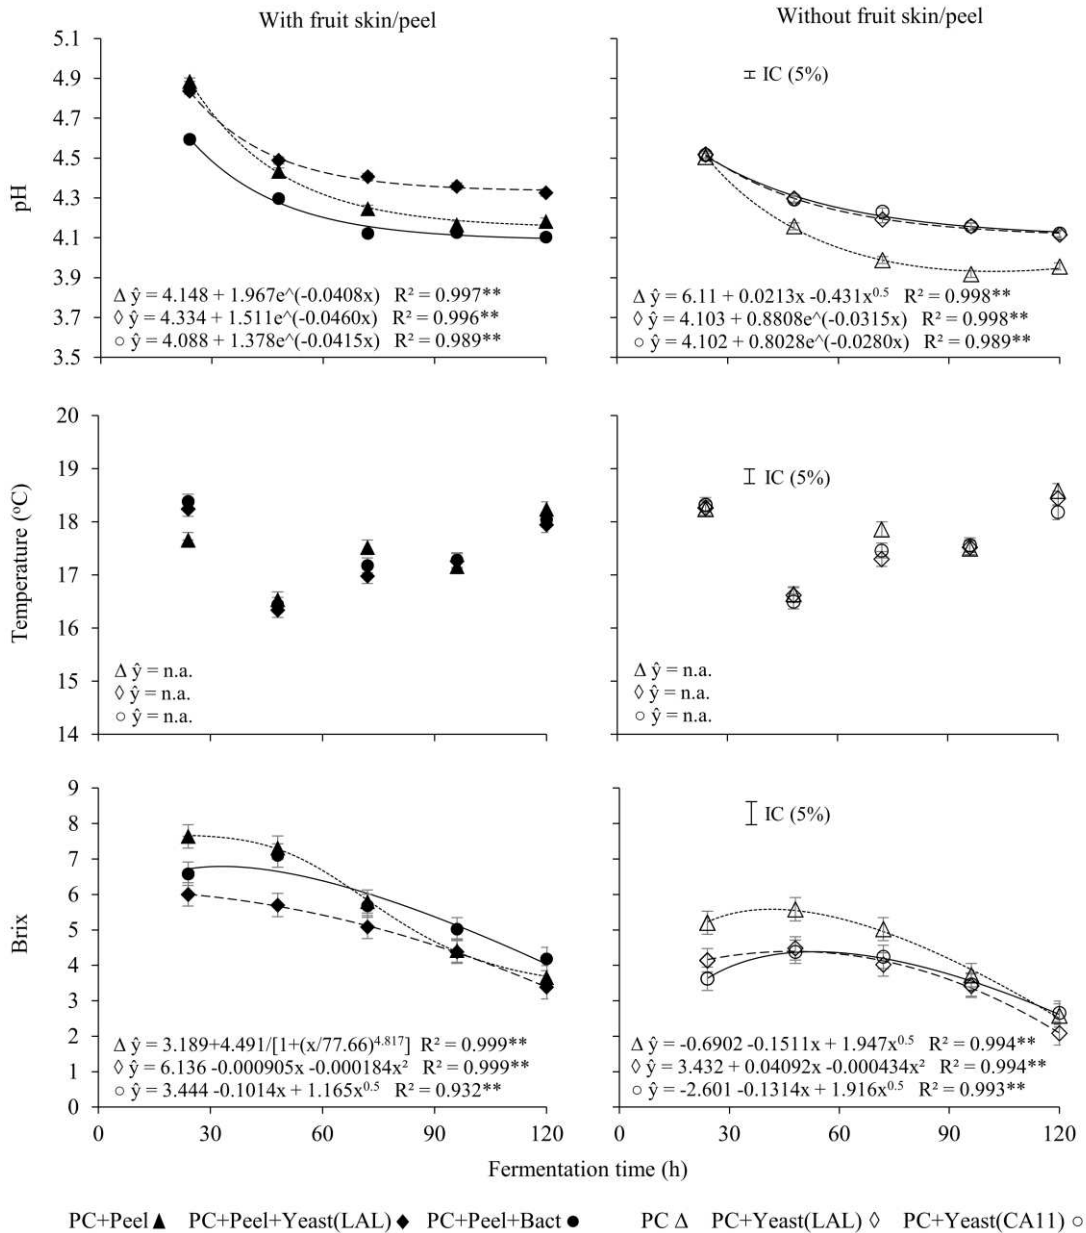 With fruit skin/peel
Without fruit skin/peel
pH
5.1
4.9
4.7
4.5
4.3
4.1
3.9
3.7
3.5
Δ ŷ = 4.148 + 1.967e^(-0.0408x) R² = 0.997**
◊ ŷ = 4.334 + 1.511e^(-0.0460x) R² = 0.996**
○ ŷ = 4.088 + 1.378e^(-0.0415x) R² = 0.989**
IC (5%)
Δ ŷ = 6.11 + 0.0213x -0.431x^0.5 R² = 0.998**
◊ ŷ = 4.103 + 0.8808e^(-0.0315x) R² = 0.998**
○ ŷ = 4.102 + 0.8028e^(-0.0280x) R² = 0.989**
Temperature (ºC)
20
19
18
17
16
15
14
Δ ŷ = n.a.
◊ ŷ = n.a.
○ ŷ = n.a.
IC (5%)
Δ ŷ = n.a.
◊ ŷ = n.a.
○ ŷ = n.a.
Brix
9
8
7
6
5
4
3
2
1
0
Δ ŷ = 3.189+4.491/[1+(x/77.66)^4.817] R² = 0.999**
◊ ŷ = 6.136 -0.000905x -0.000184x² R² = 0.999**
○ ŷ = 3.444 -0.1014x + 1.165x^0.5 R² = 0.932**
IC (5%)
Δ ŷ = -0.6902 -0.1511x + 1.947x^0.5 R² = 0.994**
◊ ŷ = 3.432 + 0.04092x -0.000434x² R² = 0.994**
○ ŷ = -2.601 -0.1314x + 1.916x^0.5 R² = 0.993**
0 30 60 90 120
0 30 60 90 120
Fermentation time (h)
PC+Peel ▲ PC+Peel+Yeast(LAL) ◆ PC+Peel+Bact ● PC Δ PC+Yeast(LAL) ◊ PC+Yeast(CA11) ○